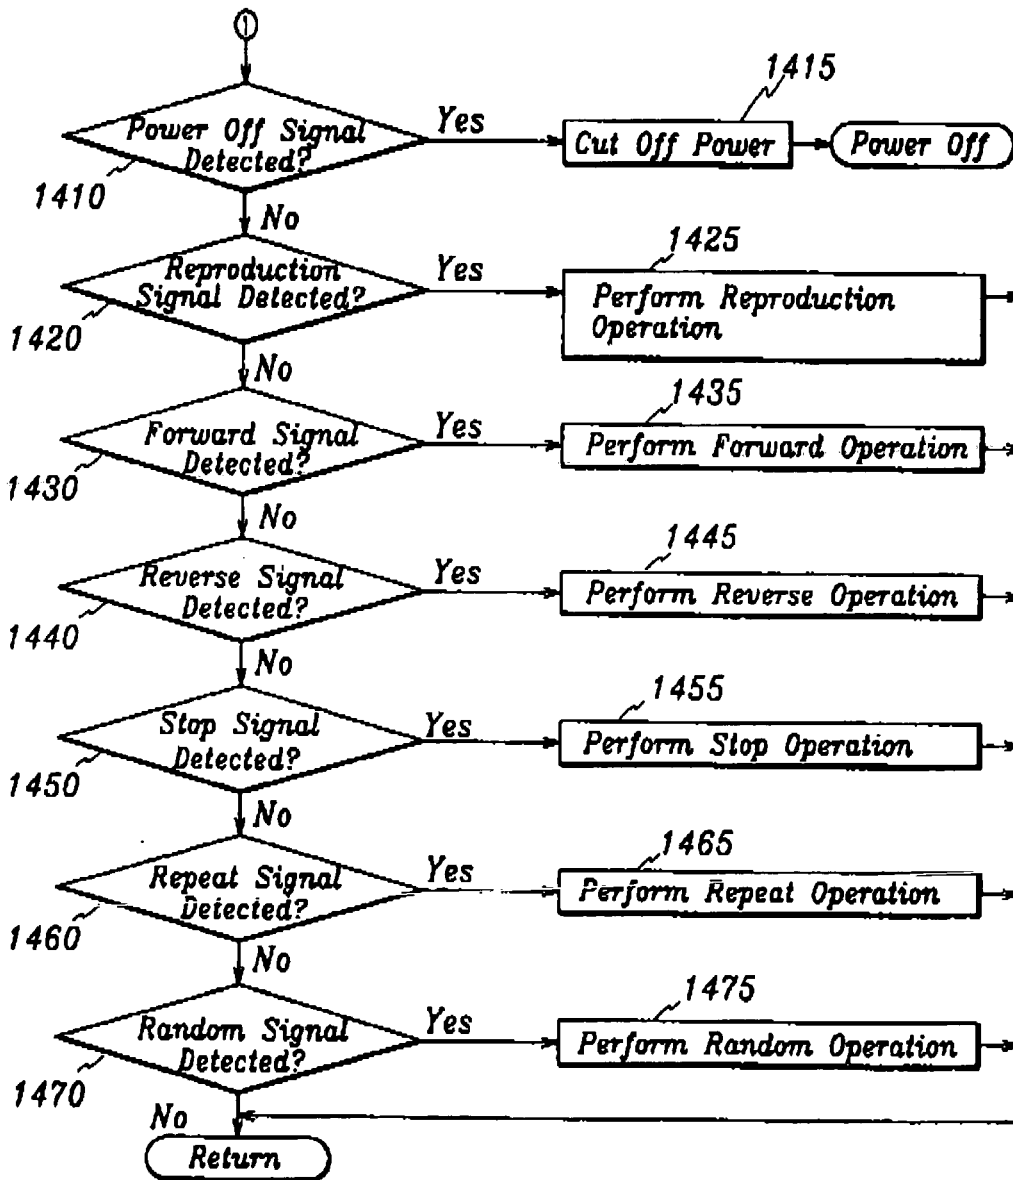 1
Power Off Signal
Detected?
1410
Yes
1415
Cut Off Power
Power Off
No
Reproduction
Signal Detected?
1420
Yes
1425
Perform Reproduction
Operation
No
Forward Signal
Detected?
1430
Yes
1435
Perform Forward Operation
No
Reverse Signal
Detected?
1440
Yes
1445
Perform Reverse Operation
No
Stop Signal
Detected?
1450
Yes
1455
Perform Stop Operation
No
Repeat Signal
Detected?
1460
Yes
1465
Perform Repeat Operation
No
Random Signal
Detected?
1470
Yes
1475
Perform Random Operation
No
Return